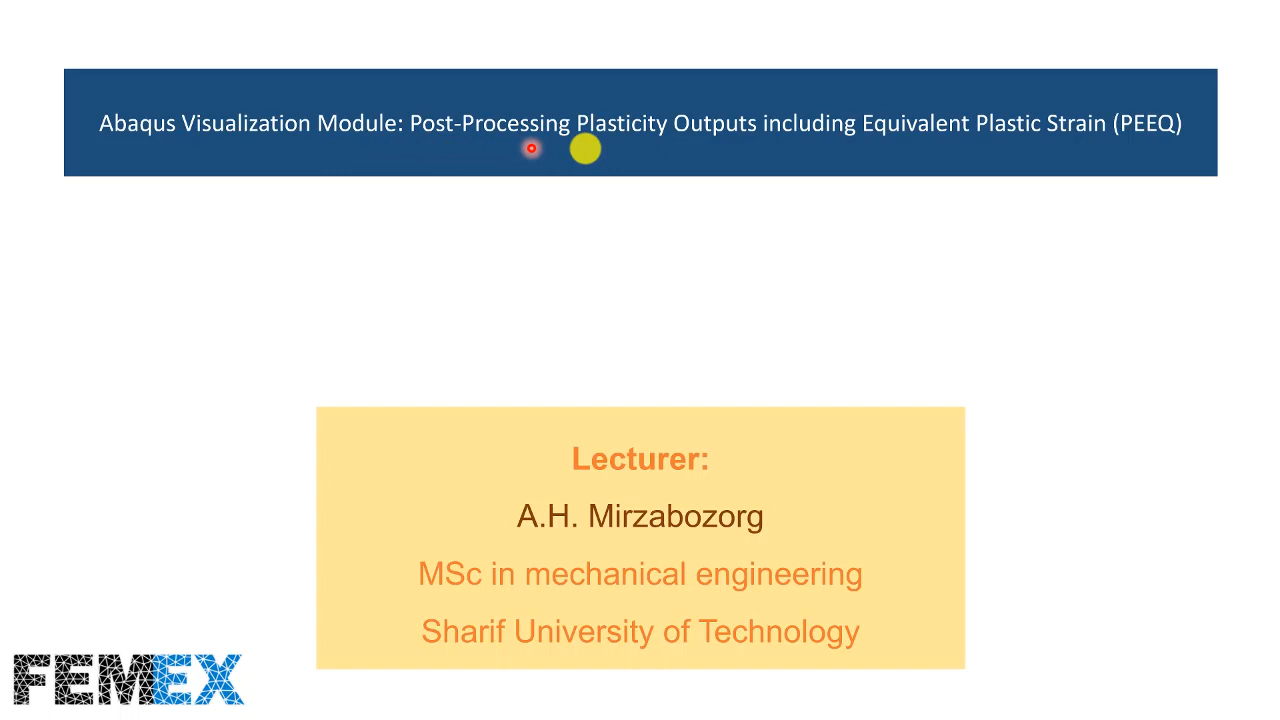 Abaqus Visualization Module: Post-Processing Plasticity Outputs including Equivalent Plastic Strain (PEEQ)
Lecturer:
A.H. Mirzabozorg
MSc in mechanical engineering
Sharif University of Technology
FEMEX